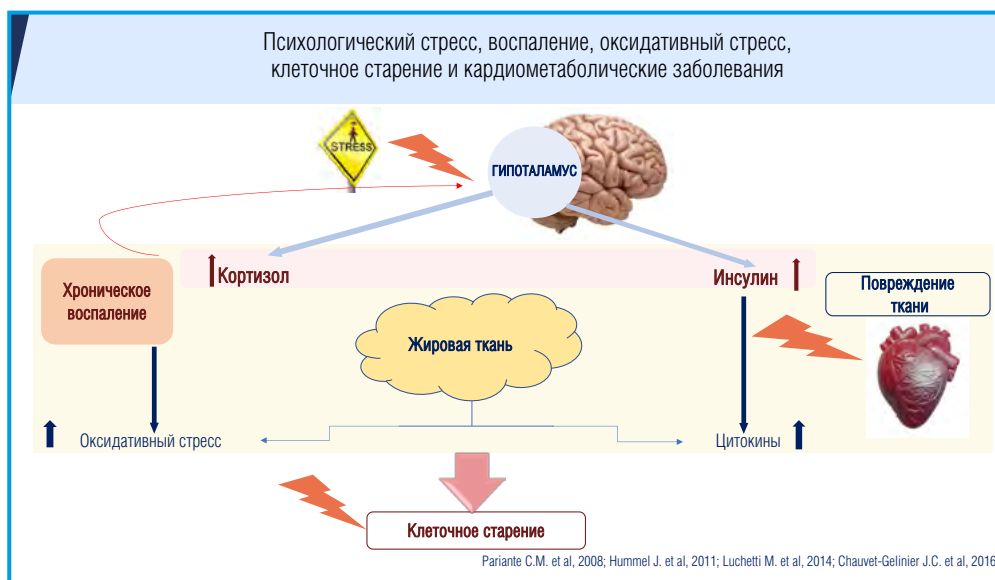 Психологический стресс, воспаление, оксидативный стресс,
клеточное старение и кардиометаболические заболевания
STRESS
ГИПОТАЛАМУС
Кортизол
Инсулин
Хроническое
воспаление
Повреждение
ткани
Жировая ткань
Оксидативный стресс
Цитокины
Клеточное старение
Pariante C.M. et al, 2008; Hummel J. et al, 2011; Luchetti M. et al, 2014; Chauvet-Gelinier J.C. et al, 2016